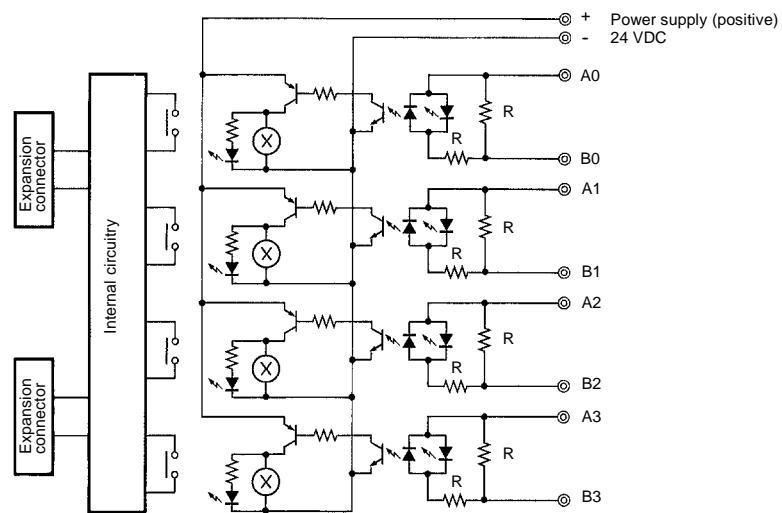 + Power supply (positive)
- 24 VDC
A0
R
R
B0
Expansion
connector
X
A1
R
R
B1
Internal circuitry
X
A2
R
R
B2
X
Expansion
connector
A3
R
R
B3
X